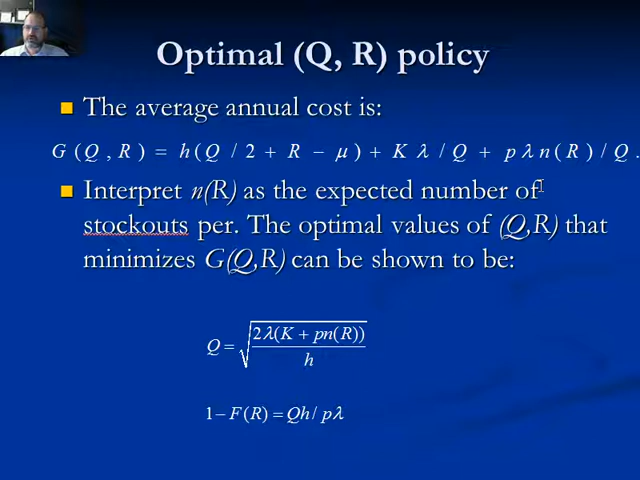 Optimal (Q, R) policy
The average annual cost is:
G (Q , R ) = h(Q / 2 + R − μ ) + K λ / Q + p λ n( R ) / Q .
Interpret n(R) as the expected number of
stockouts per. The optimal values of (Q,R) that
minimizes G(Q,R) can be shown to be:
Q = √(2λ(K + pn(R))/h)
1 − F(R) = Qh / pλ